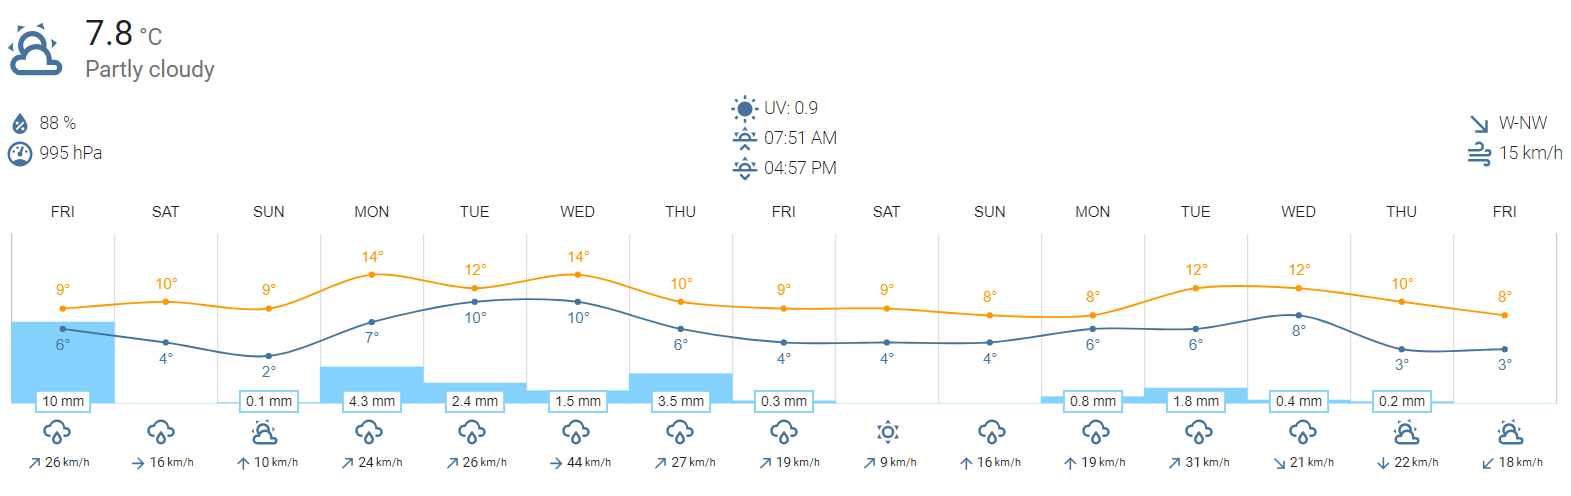 7.8 °C
Partly cloudy
88 %
995 hPa
UV: 0.9
07:51 AM
04:57 PM
W-NW
15 km/h
FRI SAT SUN MON TUE WED THU FRI SAT SUN MON TUE WED THU FRI
9° 10° 9° 14° 12° 14° 10° 9° 9° 8° 8° 12° 12° 10° 8°
6° 4° 2° 7° 10° 10° 6° 4° 4° 4° 6° 6° 8° 3° 3°
10 mm 0.1 mm 4.3 mm 2.4 mm 1.5 mm 3.5 mm 0.3 mm 0.8 mm 1.8 mm 0.4 mm 0.2 mm
26 km/h 16 km/h 10 km/h 24 km/h 26 km/h 44 km/h 27 km/h 19 km/h 9 km/h 16 km/h 19 km/h 31 km/h 21 km/h 22 km/h 18 km/h